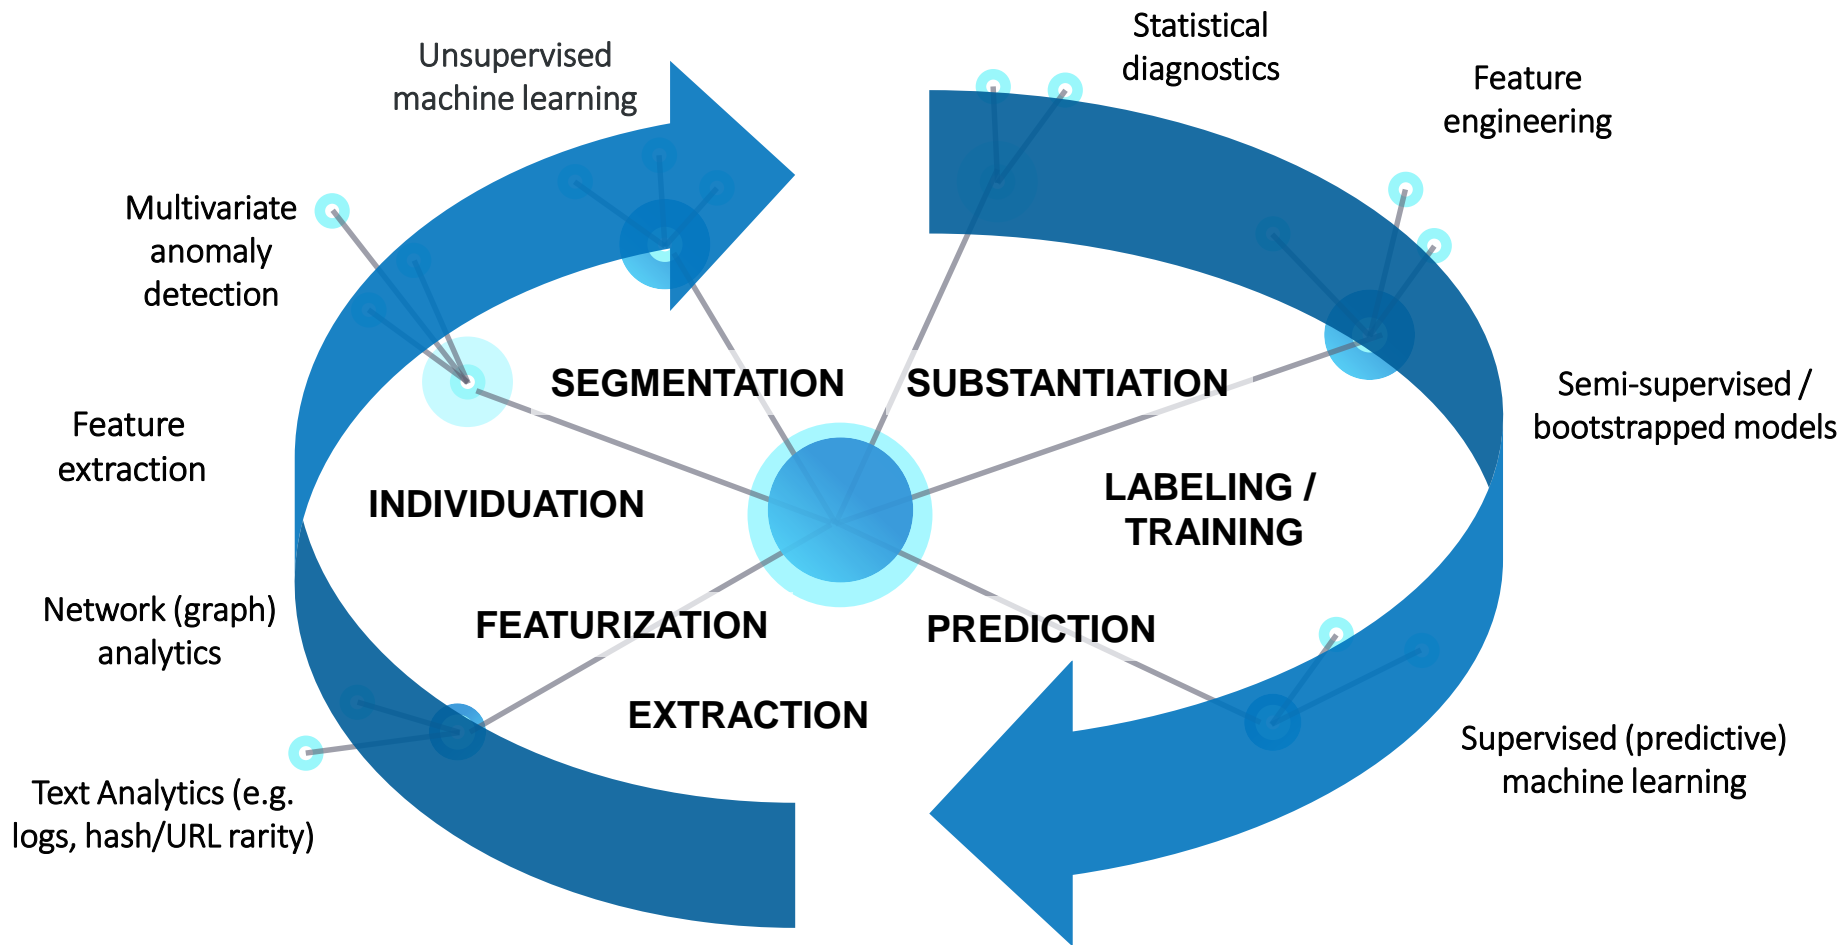 Unsupervised
machine learning
Statistical
diagnostics
Feature
engineering
Multivariate
anomaly
detection
SEGMENTATION
SUBSTANTIATION
Semi-supervised /
bootstrapped models
Feature
extraction
INDIVIDUATION
LABELING /
TRAINING
Network (graph)
analytics
FEATURIZATION
PREDICTION
EXTRACTION
Supervised (predictive)
machine learning
Text Analytics (e.g.
logs, hash/URL rarity)